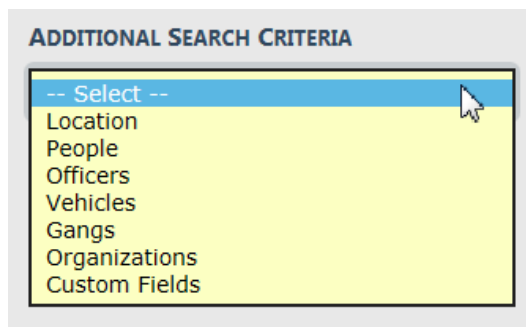 ADDITIONAL SEARCH CRITERIA
-- Select --
Location
People
Officers
Vehicles
Gangs
Organizations
Custom Fields